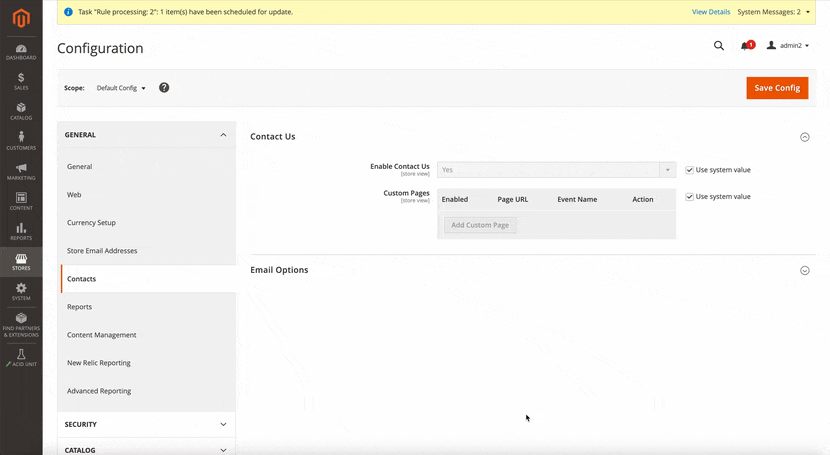 Task "Rule processing: 2": 1 item(s) have been scheduled for update.
View Details
System Messages: 2
Configuration
1
admin2
Scope:
Default Config
?
Save Config
DASHBOARD
SALES
CATALOG
CUSTOMERS
MARKETING
CONTENT
REPORTS
STORES
SYSTEM
FIND PARTNERS
& EXTENSIONS
ACID UNIT
GENERAL
General
Web
Currency Setup
Store Email Addresses
Contacts
Reports
Content Management
New Relic Reporting
Advanced Reporting
SECURITY
CATALOG
Contact Us
Enable Contact Us
[store view]
Yes
Use system value
Custom Pages
[store view]
Enabled Page URL Event Name Action
Add Custom Page
Use system value
Email Options